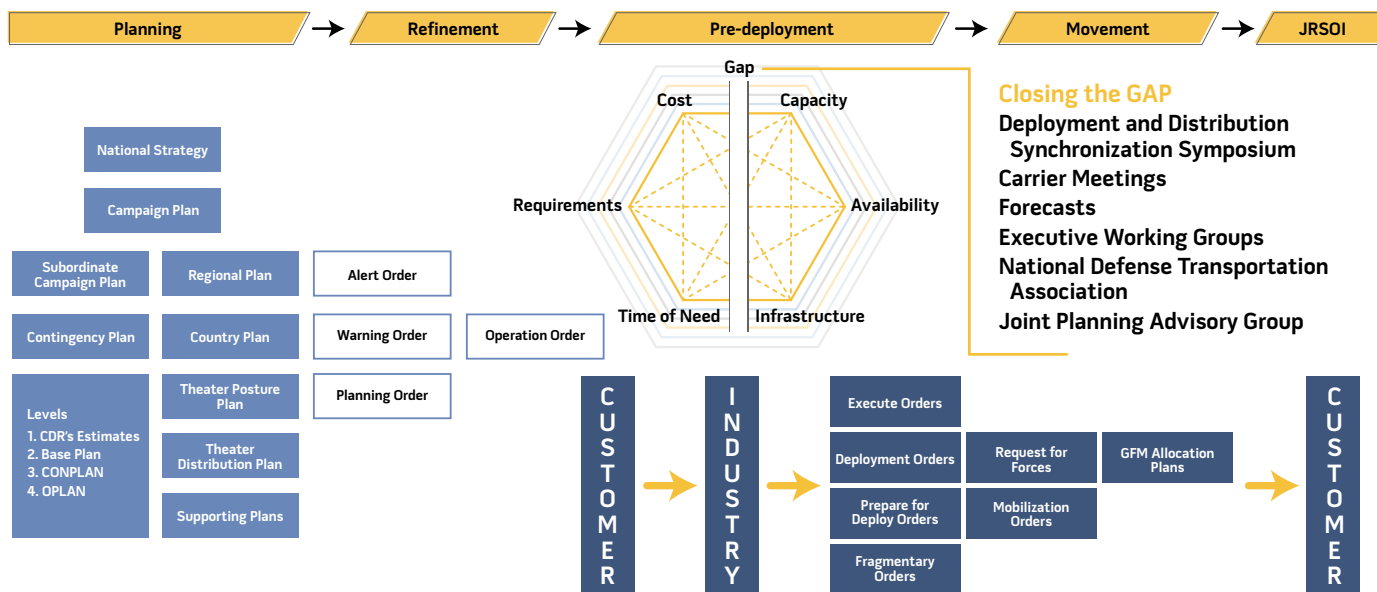 Planning
Refinement
Pre-deployment
Movement
JRSOI
National Strategy
Campaign Plan
Subordinate
Campaign Plan
Regional Plan
Alert Order
Contingency Plan
Country Plan
Warning Order
Operation Order
Levels
1. CDR's Estimates
2. Base Plan
3. CONPLAN
4. OPLAN
Theater Posture
Plan
Planning Order
Theater
Distribution Plan
Supporting Plans
Gap
Cost
Capacity
Requirements
Availability
Time of Need
Infrastructure
Closing the GAP
Deployment and Distribution
Synchronization Symposium
Carrier Meetings
Forecasts
Executive Working Groups
National Defense Transportation
Association
Joint Planning Advisory Group
CUSTOMER
INDUSTRY
Execute Orders
Deployment Orders
Request for
Forces
GFM Allocation
Plans
Prepare for
Deploy Orders
Mobilization
Orders
Fragmentary
Orders
CUSTOMER